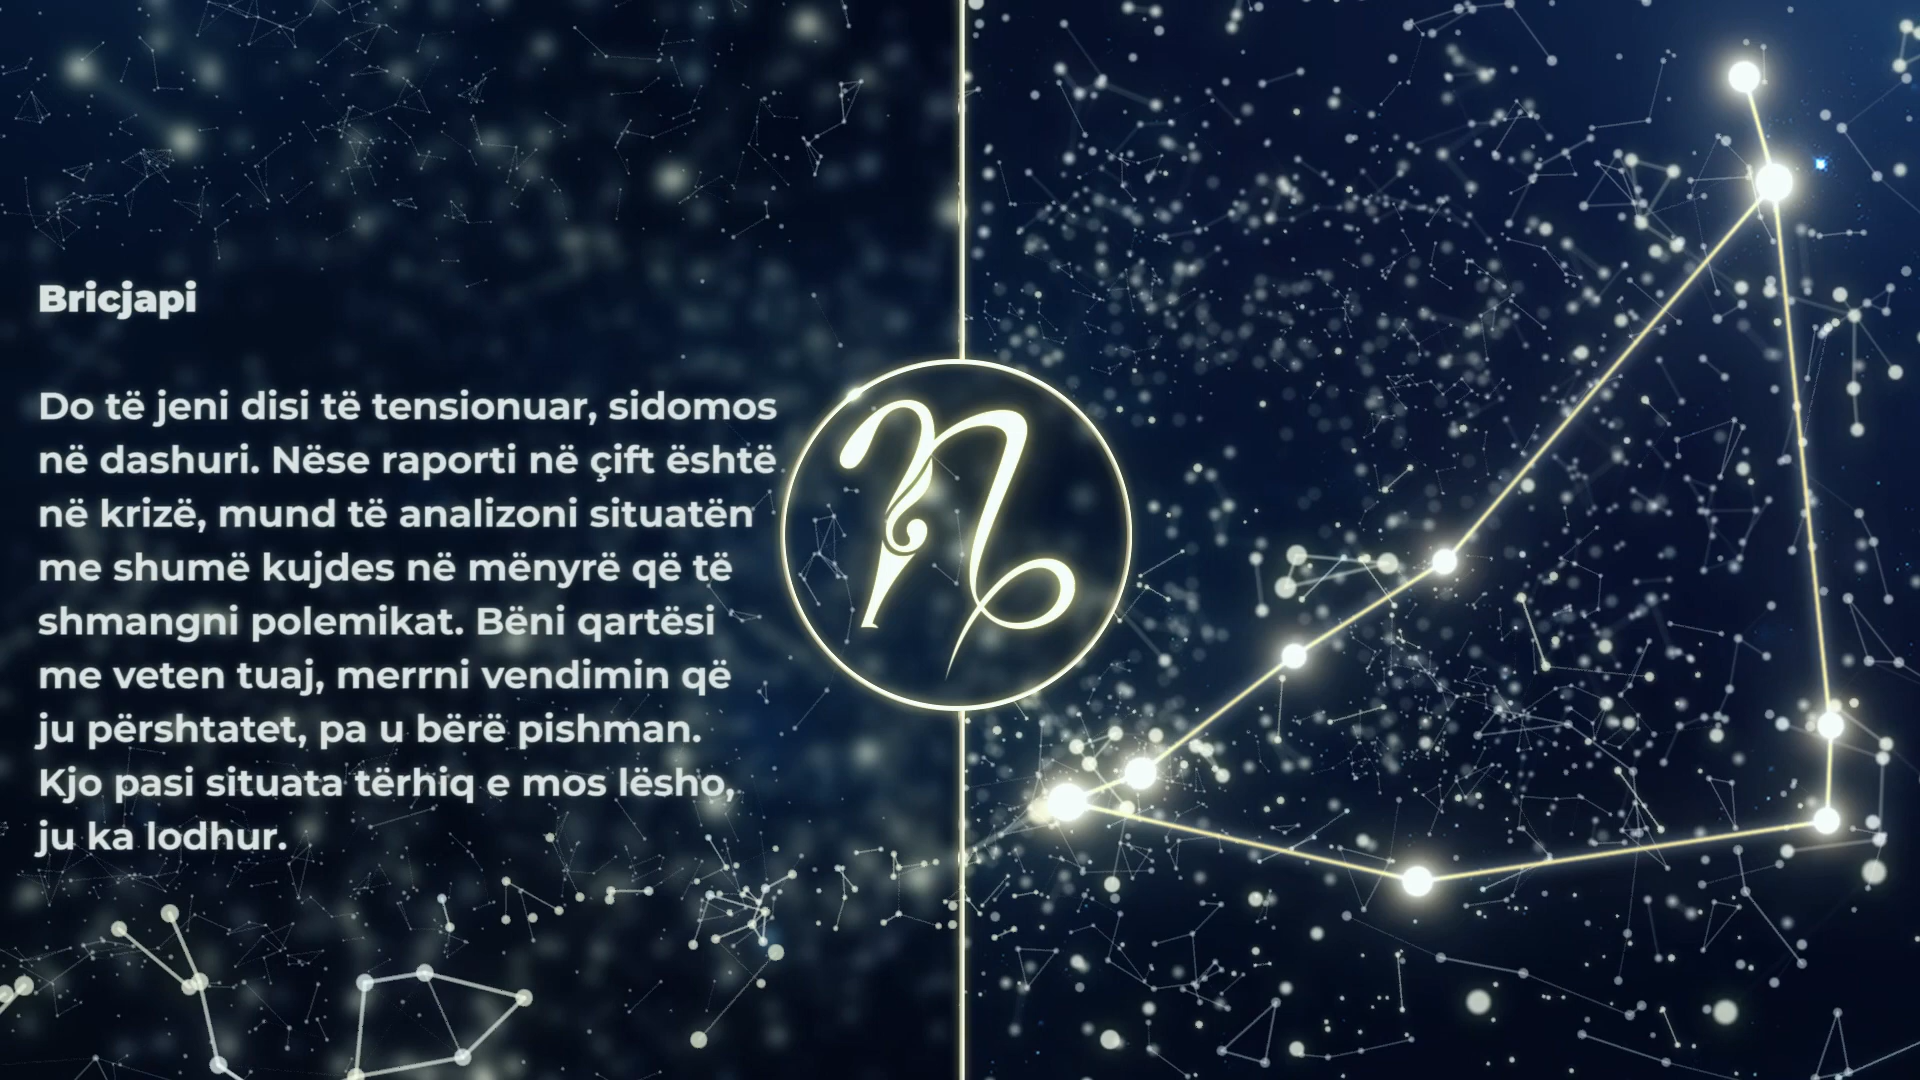 Bricjapi
Do të jeni disi të tensionuar, sidomos
në dashuri. Nëse raporti në çift është
në krizë, mund të analizoni situatën
me shumë kujdes në mënyrë që të
shmangni polemikat. Bëni qartësi
me veten tuaj, merrni vendimin që
ju përshtatet, pa u bërë pishman.
Kjo pasi situata tërhiq e mos lësho,
ju ka lodhur.